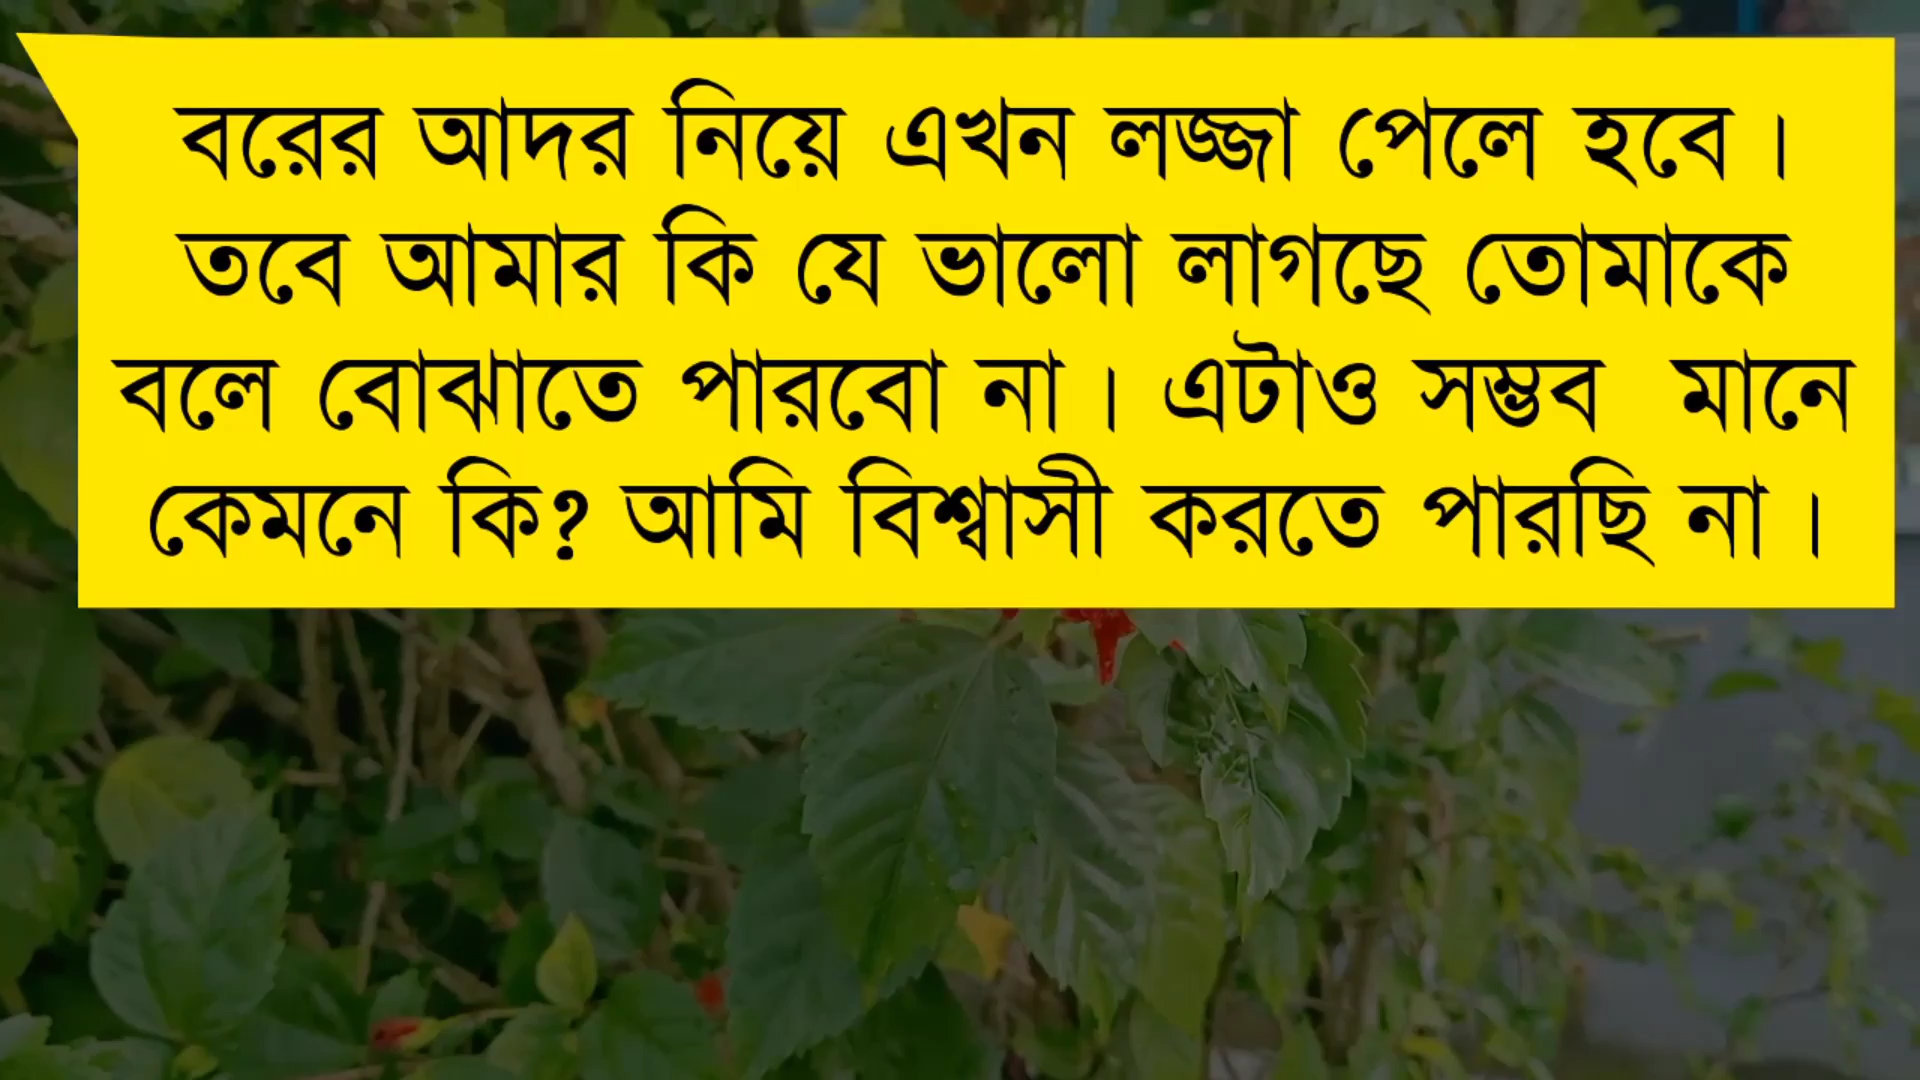 বরের আদর নিয়ে এখন লজ্জা পেলে হবে।
তবে আমার কি যে ভালো লাগছে তোমাকে
বলে বোঝাতে পারবো না। এটাও সম্ভব  মানে
কেমনে কি? আমি বিশ্বাসী করতে পারছি না।